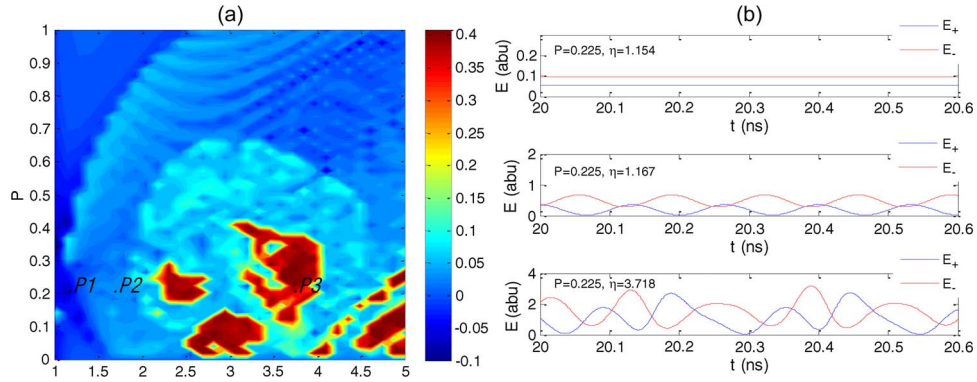 (a)
P
1
0.9
0.8
0.7
0.6
0.5
0.4
0.3
0.2
0.1
0
1 1.5 2 2.5 3 3.5 4 4.5 5
P1 .P2 .P3
0.4
0.35
0.3
0.25
0.2
0.15
0.1
0.05
0
-0.05
-0.1
(b)
E+
E-
P=0.225, η=1.154
E (abu)
0.2
0.1
0
20 20.1 20.2 20.3 20.4 20.5 20.6
t (ns)
E+
E-
P=0.225, η=1.167
E (abu)
2
1
0
20 20.1 20.2 20.3 20.4 20.5 20.6
t (ns)
E+
E-
P=0.225, η=3.718
E (abu)
4
2
0
20 20.1 20.2 20.3 20.4 20.5 20.6
t (ns)